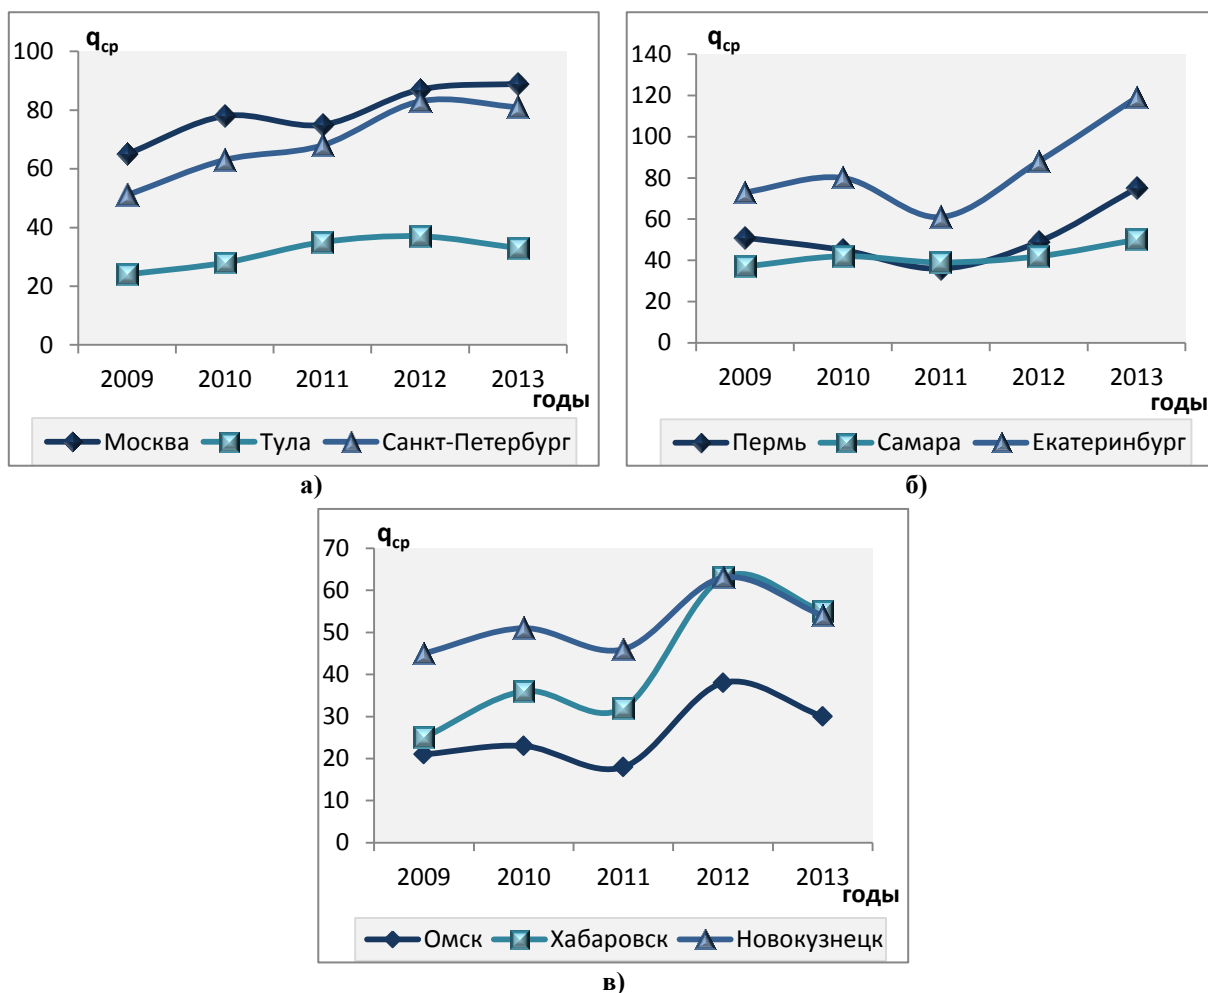 q_ср
100
80
60
40
20
0
2009 2010 2011 2012 2013
годы
Москва Тула Санкт-Петербург
а)
q_ср
140
120
100
80
60
40
20
0
2009 2010 2011 2012 2013
годы
Пермь Самара Екатеринбург
б)
q_ср
70
60
50
40
30
20
10
0
2009 2010 2011 2012 2013
годы
Омск Хабаровск Новокузнецк
в)